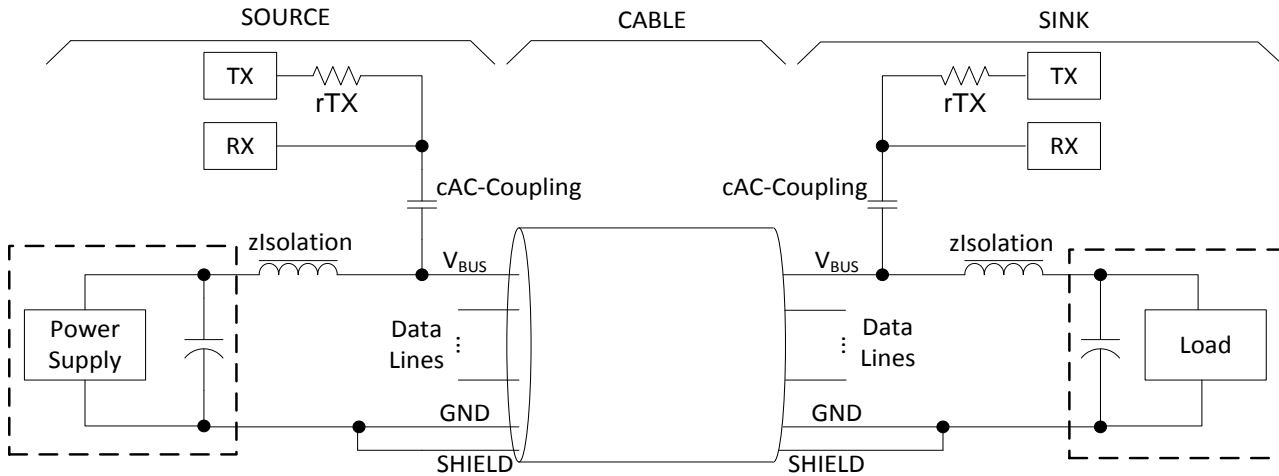 SOURCE
CABLE
SINK
TX
rTX
RX
cAC-Coupling
rTX
TX
RX
cAC-Coupling
zIsolation
VBUS
VBUS
zIsolation
Power
Supply
Data
Lines
Data
Lines
Load
GND
SHIELD
GND
SHIELD